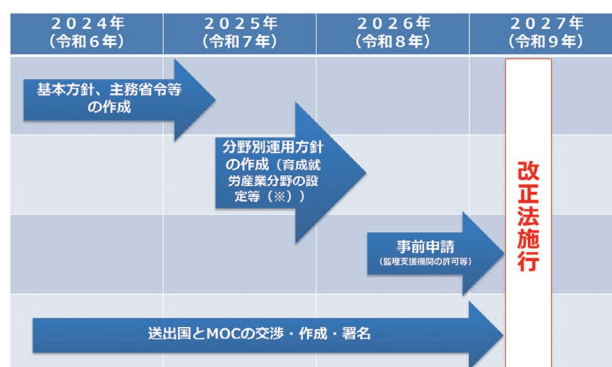 ２０２４年
（令和６年）
２０２５年
（令和７年）
２０２６年
（令和８年）
２０２７年
（令和９年）
基本方針、主務省令等
の作成
分野別運用方針
の作成（育成就
労産業分野の設
定等（※））
事前申請
（監理支援機関の許可等）
改正法施行
送出国とMOCの交渉・作成・署名